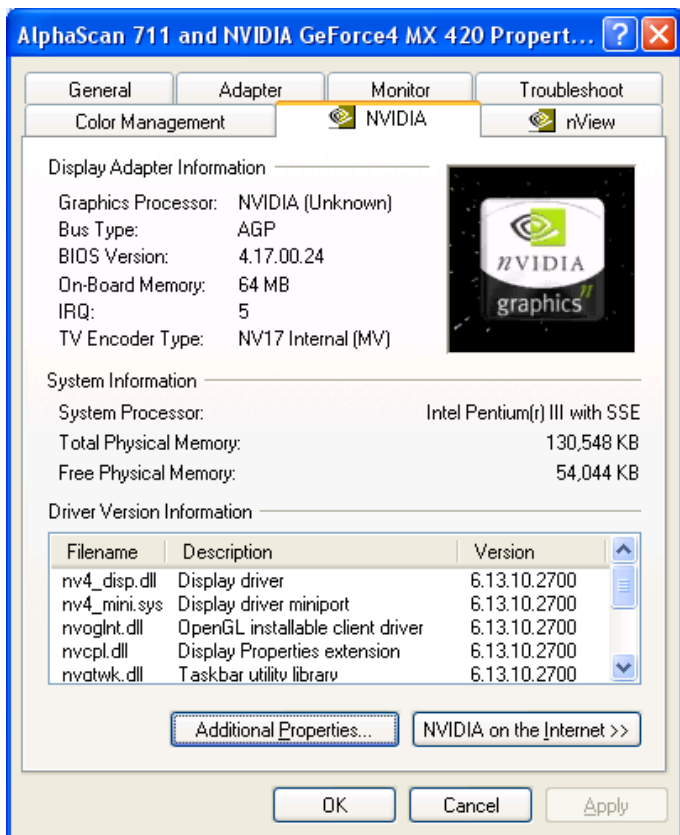 AlphaScan 711 and NVIDIA GeForce4 MX 420 Propert...
General Adapter Monitor Troubleshoot
Color Management NVIDIA nView
Display Adapter Information
Graphics Processor: NVIDIA (Unknown)
Bus Type: AGP
BIOS Version: 4.17.00.24
On-Board Memory: 64 MB
IRQ: 5
TV Encoder Type: NV17 Internal (MV)
nVIDIA
graphics n
System Information
System Processor: Intel Pentium(r) III with SSE
Total Physical Memory: 130,548 KB
Free Physical Memory: 54,044 KB
Driver Version Information
Filename Description Version
nv4_disp.dll Display driver 6.13.10.2700
nv4_mini.sys Display driver miniport 6.13.10.2700
nvoglnt.dll OpenGL installable client driver 6.13.10.2700
nvcpl.dll Display Properties extension 6.13.10.2700
nvqtwk.dll Taskbar utility library 6.13.10.2700
Additional Properties... NVIDIA on the Internet >>
OK Cancel Apply